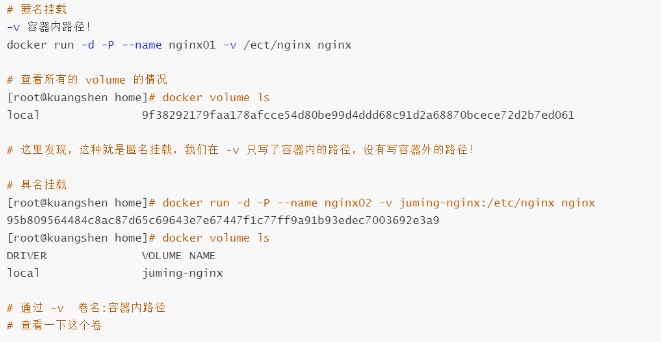 # 匿名挂载
-v 容器内路径!
docker run -d -P --name nginx01 -v /ect/nginx nginx
# 查看所有的 volume 的情况
[root@kuangshen home]# docker volume ls
local 9f38292179faa178afcce54d80be99d4ddd68c91d2a68870bcece72d2b7ed061
# 这里发现，这种就是匿名挂载，我们在 -v 只写了容器内的路径，没有写容器外的路径！
# 具名挂载
[root@kuangshen home]# docker run -d -P --name nginx02 -v juming-nginx:/etc/nginx nginx
95b809564484c8ac87d65c69643e7e67447f1c77ff9a91b93edec7003692e3a9
[root@kuangshen home]# docker volume ls
DRIVER VOLUME NAME
local juming-nginx
# 通过 -v 卷名:容器内路径
# 查看一下这个卷